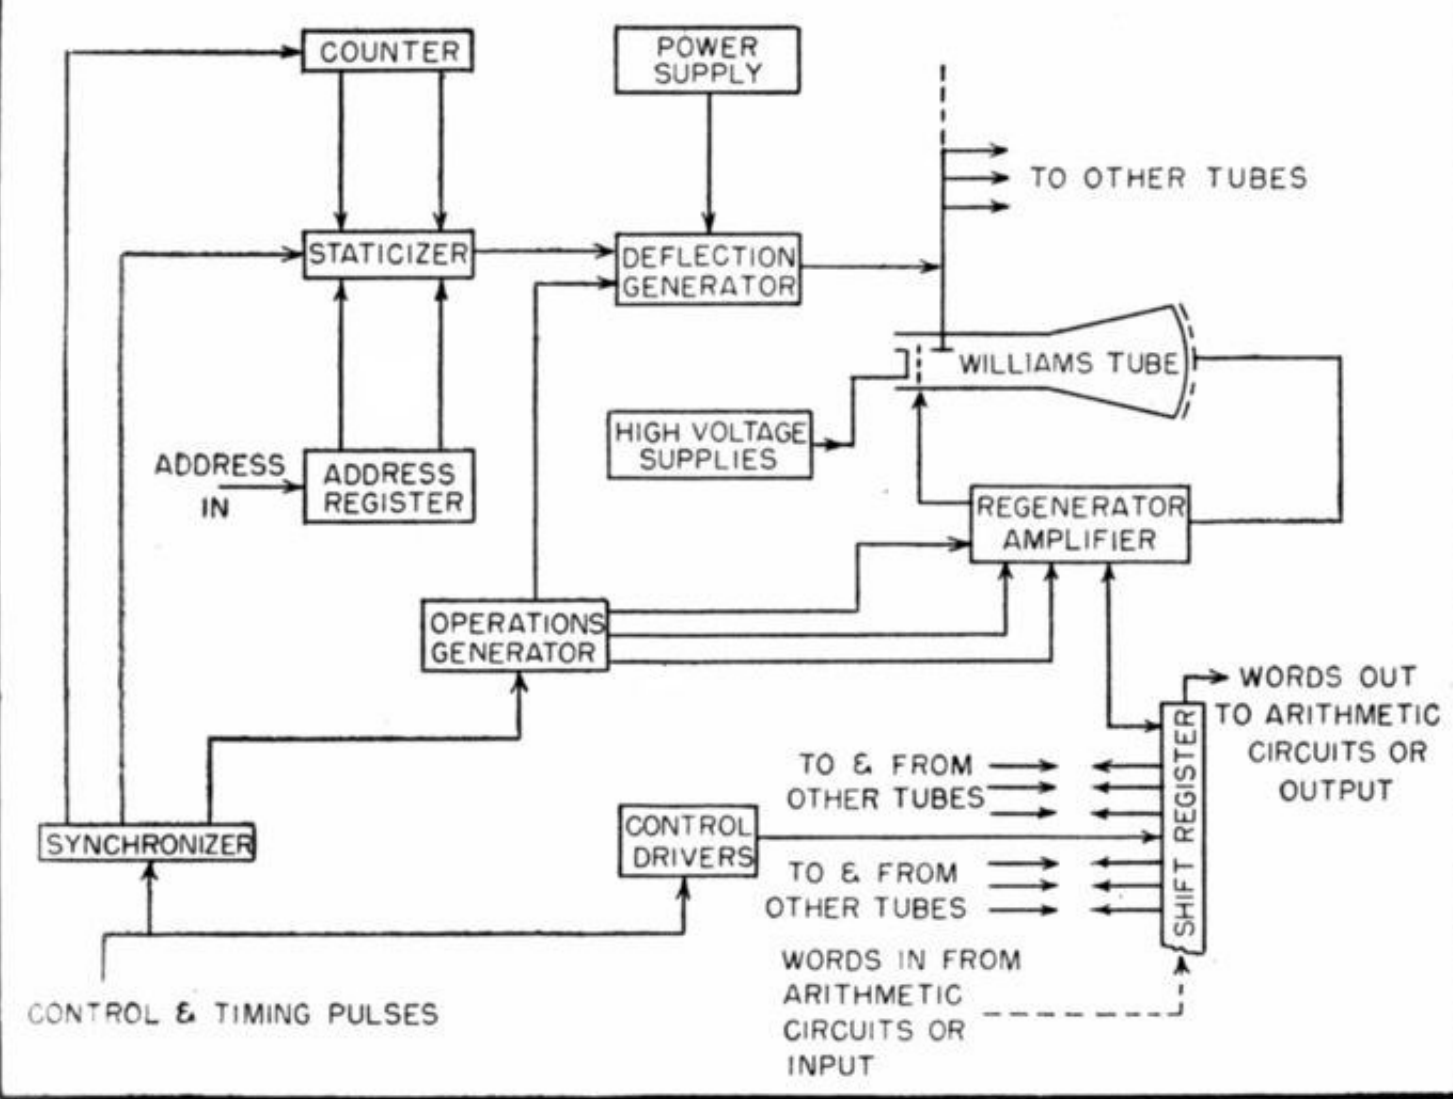 COUNTER
POWER
SUPPLY
TO OTHER TUBES
STATICIZER
DEFLECTION
GENERATOR
WILLIAMS TUBE
HIGH VOLTAGE
SUPPLIES
ADDRESS
IN
ADDRESS
REGISTER
REGENERATOR
AMPLIFIER
OPERATIONS
GENERATOR
WORDS OUT
TO ARITHMETIC
CIRCUITS OR
OUTPUT
SHIFT REGISTER
TO & FROM
OTHER TUBES
SYNCHRONIZER
CONTROL
DRIVERS
TO & FROM
OTHER TUBES
WORDS IN FROM
ARITHMETIC
CIRCUITS OR
INPUT
CONTROL & TIMING PULSES